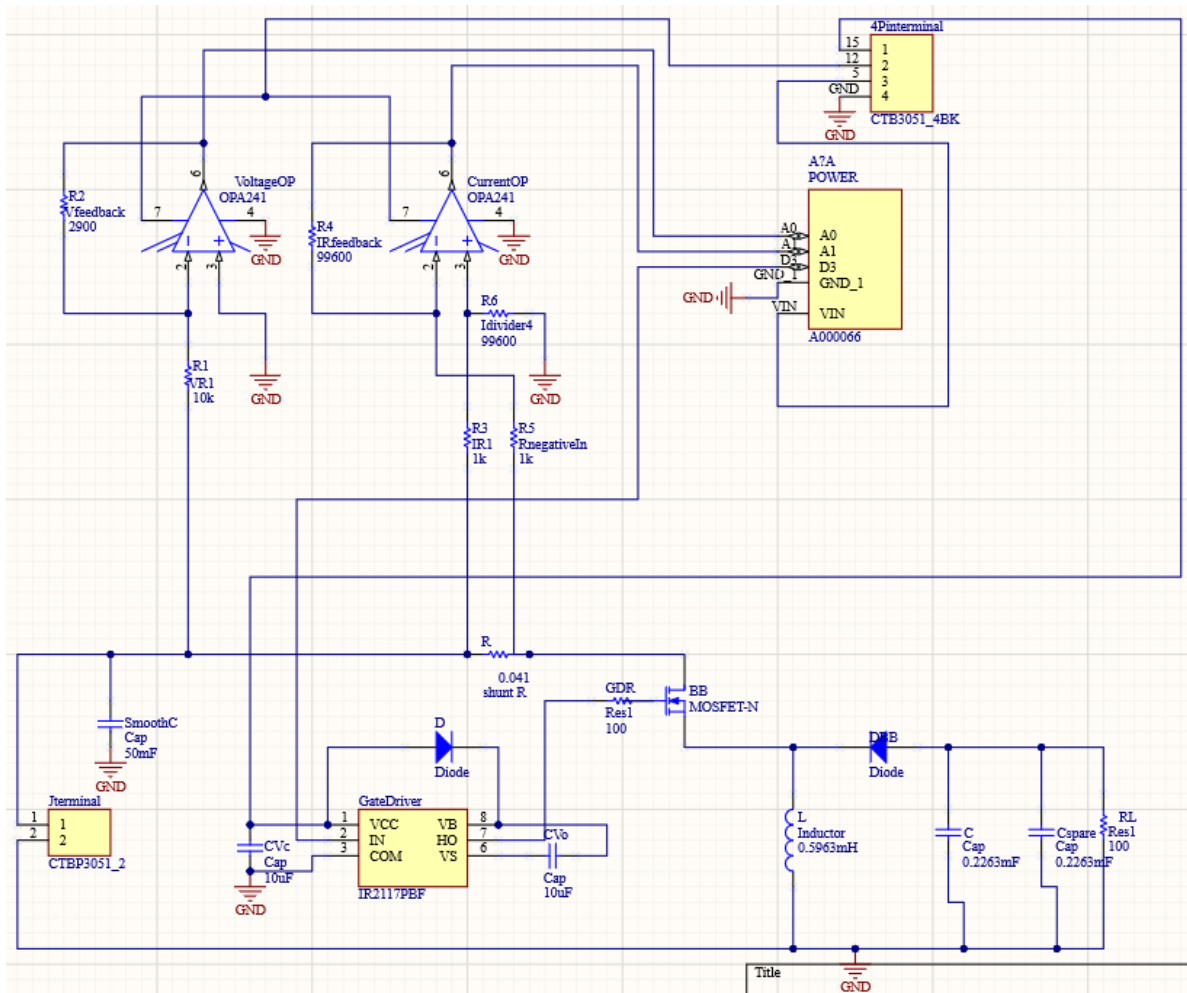 4Pinterminal
15
1
12
2
5
3
GND
4
GND
CTB3051_4BK
A?A
POWER
A0
A0
A1
A1
D3
D3
GND_1
GND_1
GND
VIN
VIN
A000066
6
VoltageOP
OPA241
7
4
GND
2
3
R2
Vfeedback
2900
6
CurrentOP
OPA241
7
4
GND
2
3
R4
IRfeedback
99600
R6
Idivider4
99600
GND
GND
R1
VR1
10k
R3
IR1
1k
R5
RnegativeIn
1k
R
0.041
shunt R
GDR
Res1
100
BB
MOSFET-N
SmoothC
Cap
50mF
GND
D
Diode
Diode
Jterminal
1
1
2
2
CTBP3051_2
GateDriver
1
VCC
VB
8
2
IN
HO
7
3
COM
VS
6
IR2117PBF
CVc
Cap
10uF
GND
CVo
Cap
10uF
L
Inductor
0.5963mH
C
Cap
0.2263mF
Cspare
Cap
0.2263mF
RL
Res1
100
GND
Title